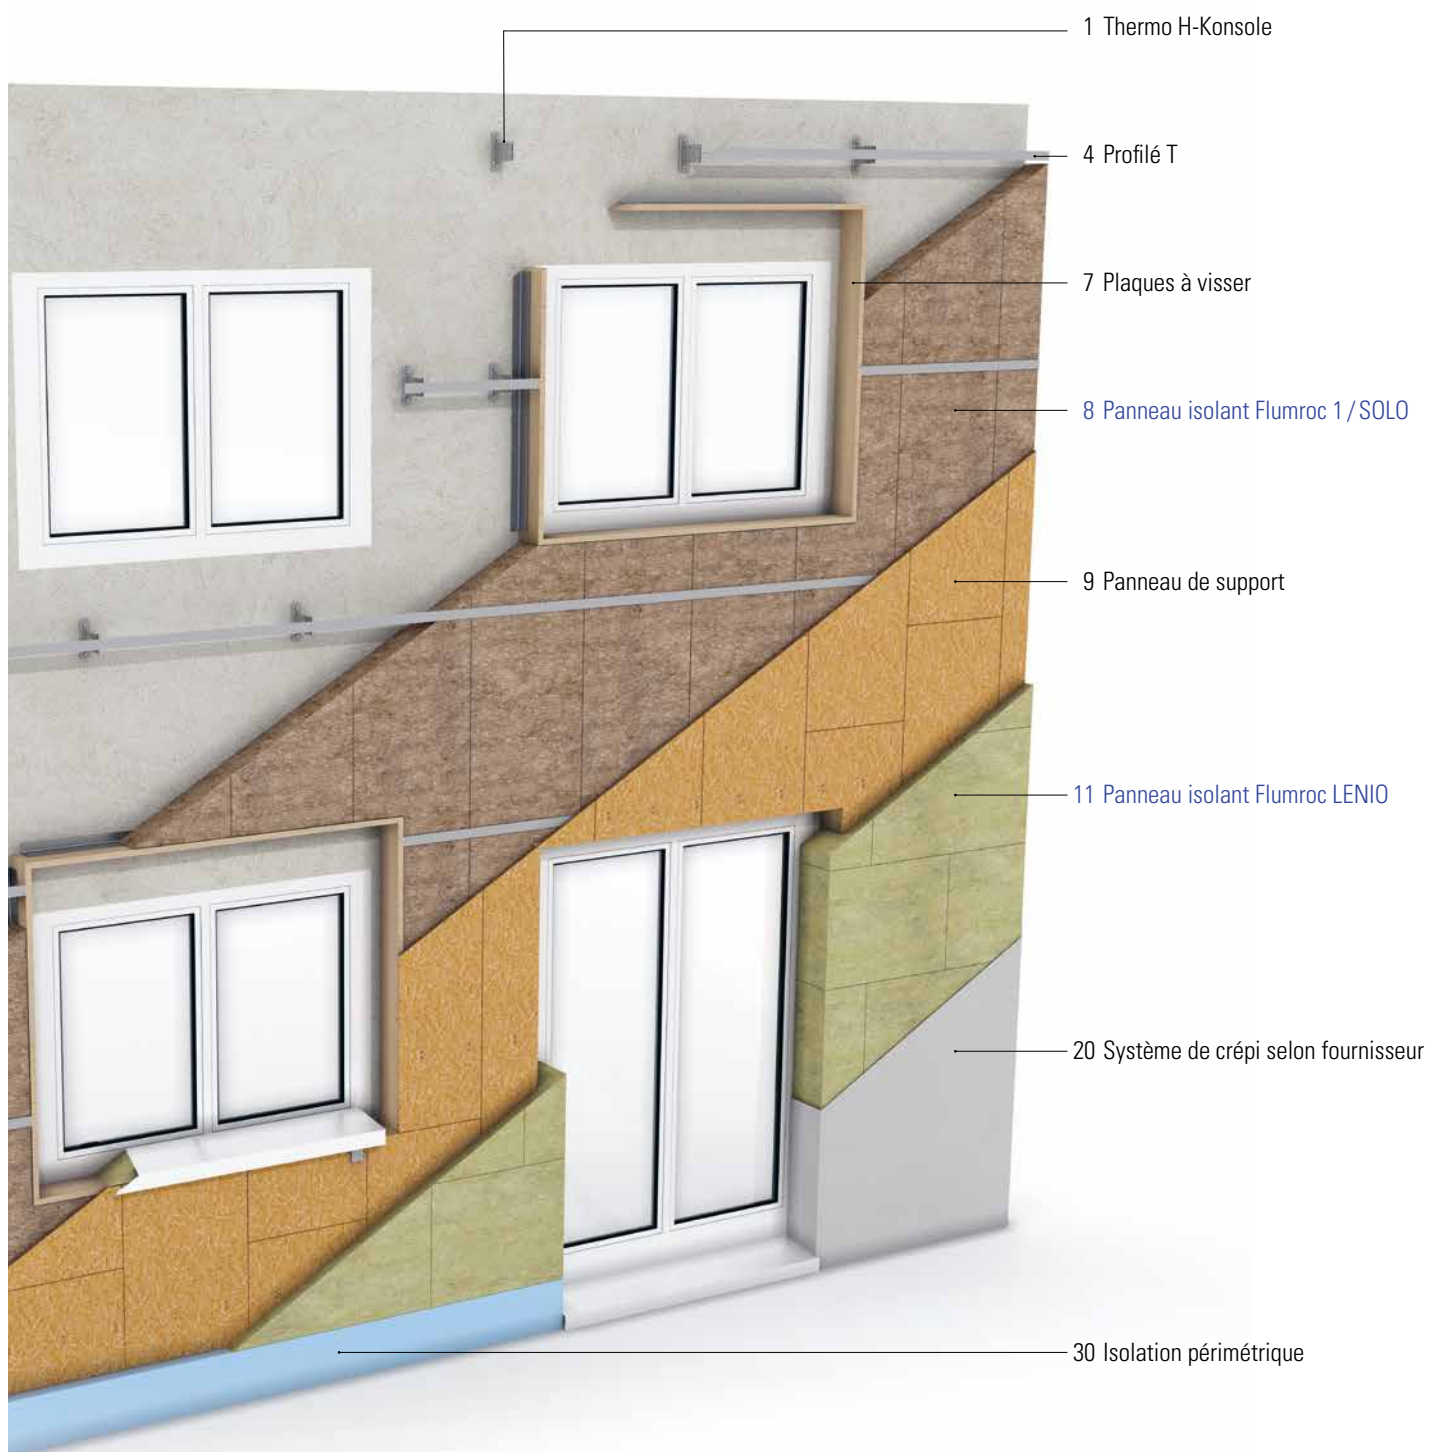 1 Thermo H-Konsole
4 Profilé T
7 Plaques à visser
8 Panneau isolant Flumroc 1 / SOLO
9 Panneau de support
11 Panneau isolant Flumroc LENIO
20 Système de crépi selon fournisseur
30 Isolation périmétrique